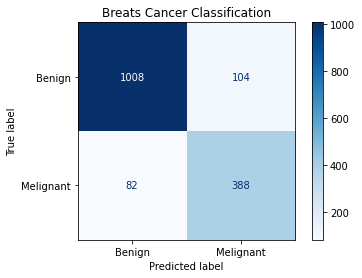 Breats Cancer Classification
True label
Benign
1008
104
Melignant
82
388
Benign
Melignant
Predicted label
1000
800
600
400
200